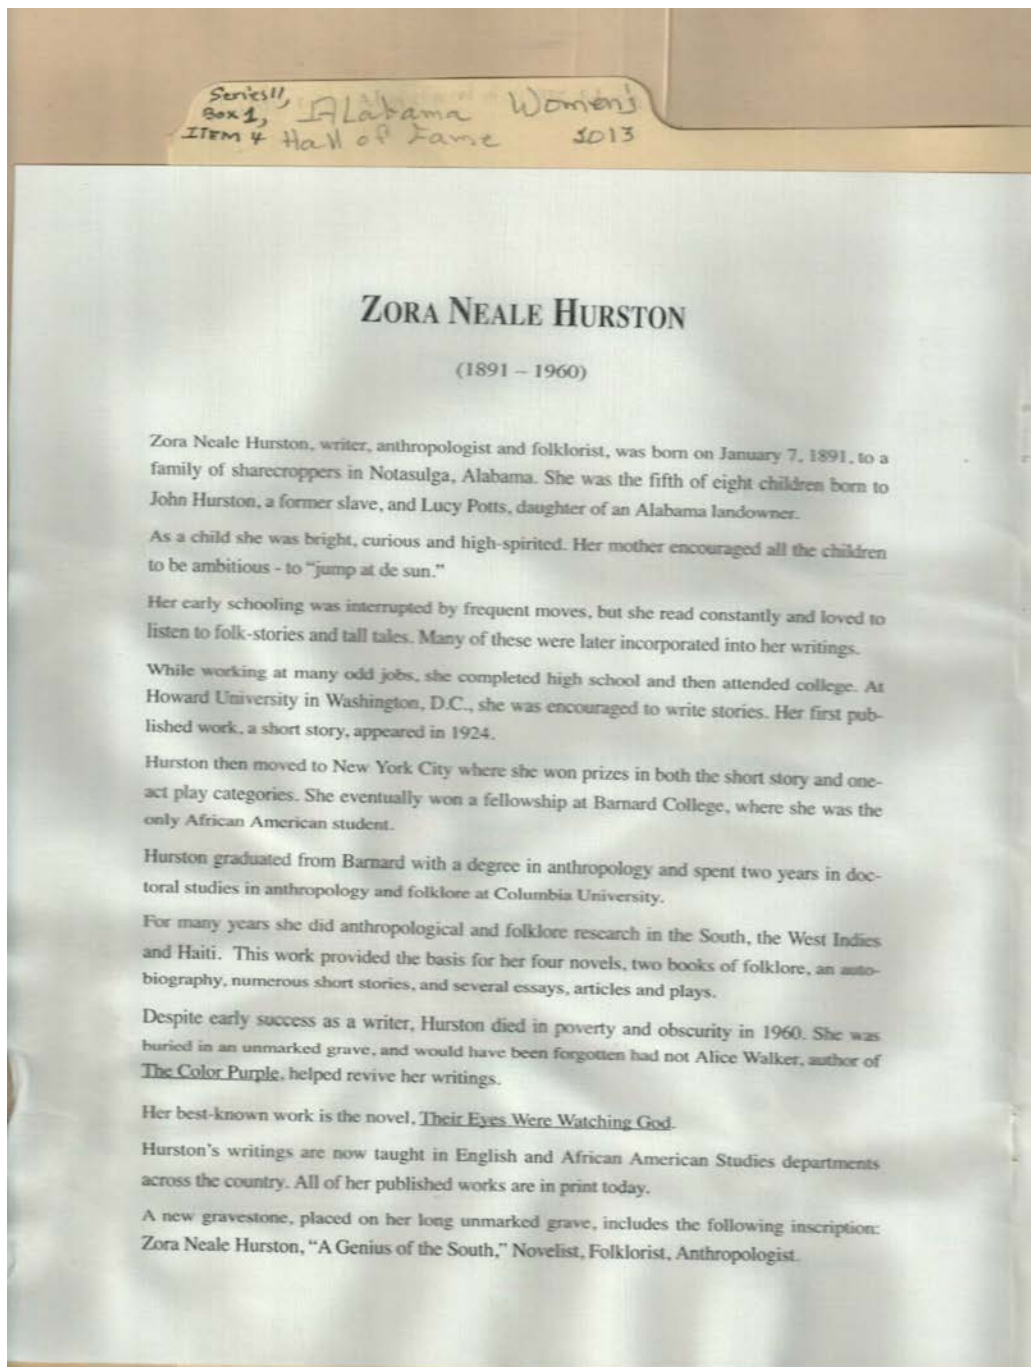 Series 11,
Box 1,
ITEM 4
Alabama Women's
Hall of Fame 2013
ZORA NEALE HURSTON
(1891 – 1960)
Zora Neale Hurston, writer, anthropologist and folklorist, was born on January 7, 1891, to a
family of sharecroppers in Notasulga, Alabama. She was the fifth of eight children born to
John Hurston, a former slave, and Lucy Potts, daughter of an Alabama landowner.
As a child she was bright, curious and high-spirited. Her mother encouraged all the children
to be ambitious - to “jump at de sun.”
Her early schooling was interrupted by frequent moves, but she read constantly and loved to
listen to folk-stories and tall tales. Many of these were later incorporated into her writings.
While working at many odd jobs, she completed high school and then attended college. At
Howard University in Washington, D.C., she was encouraged to write stories. Her first pub-
lished work, a short story, appeared in 1924.
Hurston then moved to New York City where she won prizes in both the short story and one-
act play categories. She eventually won a fellowship at Barnard College, where she was the
only African American student.
Hurston graduated from Barnard with a degree in anthropology and spent two years in doc-
toral studies in anthropology and folklore at Columbia University.
For many years she did anthropological and folklore research in the South, the West Indies
and Haiti. This work provided the basis for her four novels, two books of folklore, an auto-
biography, numerous short stories, and several essays, articles and plays.
Despite early success as a writer, Hurston died in poverty and obscurity in 1960. She was
buried in an unmarked grave, and would have been forgotten had not Alice Walker, author of
The Color Purple, helped revive her writings.
Her best-known work is the novel, Their Eyes Were Watching God.
Hurston’s writings are now taught in English and African American Studies departments
across the country. All of her published works are in print today.
A new gravestone, placed on her long unmarked grave, includes the following inscription:
Zora Neale Hurston, “A Genius of the South,” Novelist, Folklorist, Anthropologist.